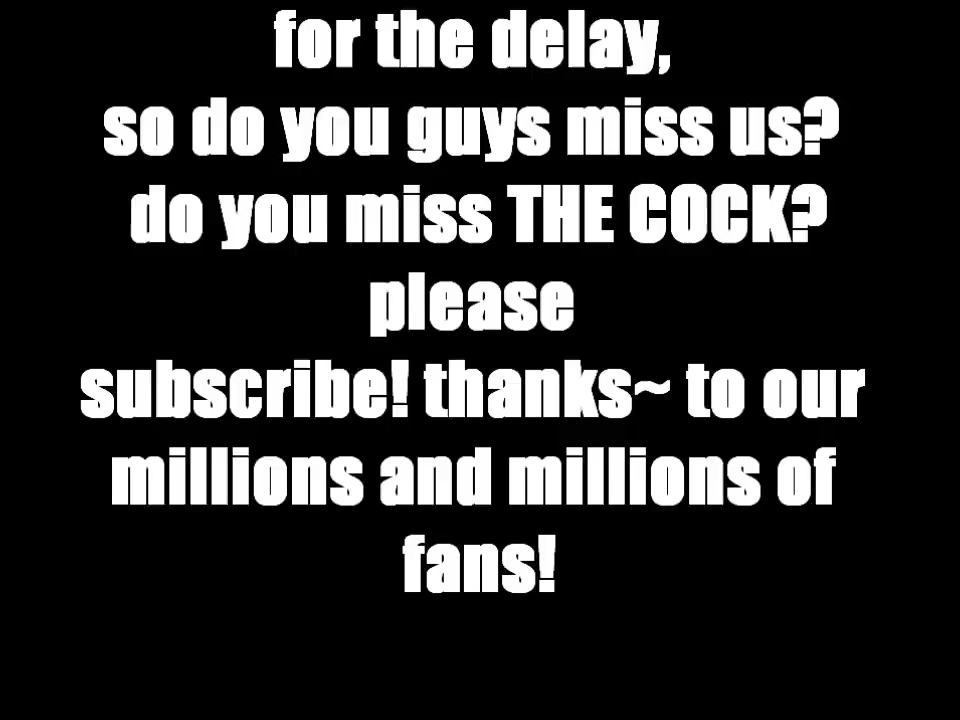 for the delay,
so do you guys miss us?
do you miss THE COCK?
please
subscribe! thanks~ to our
millions and millions of
fans!